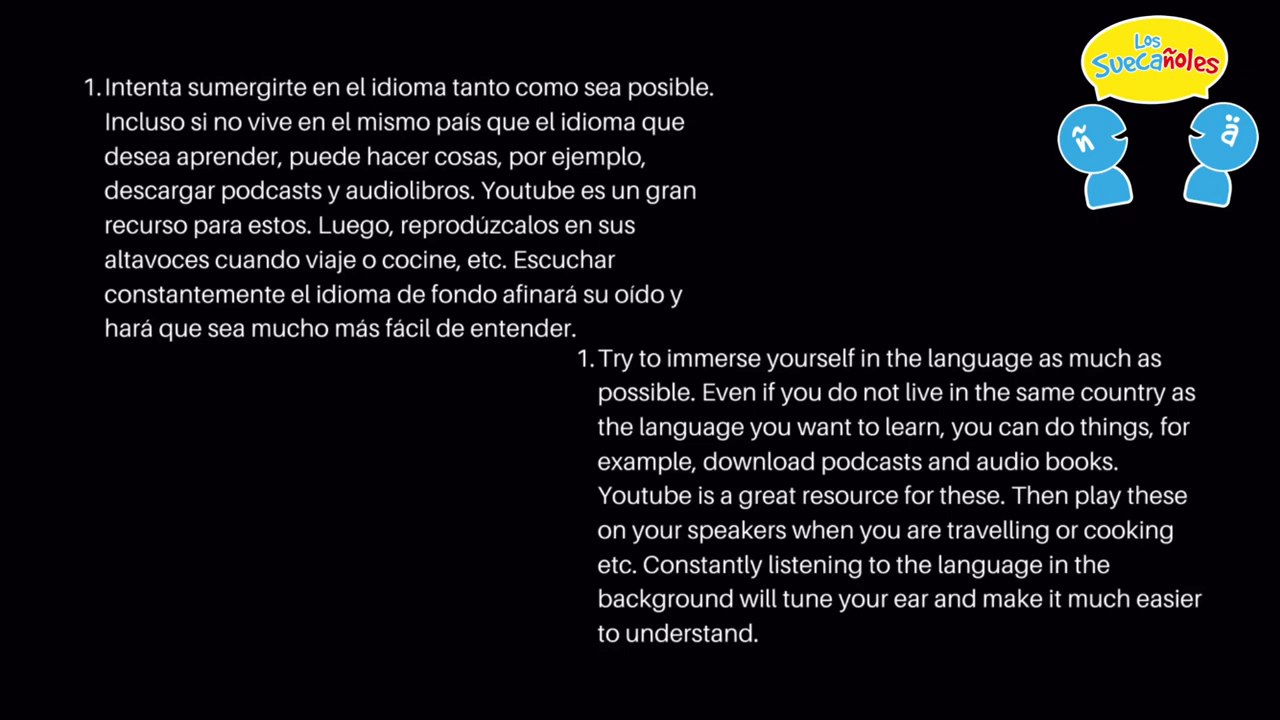 Los
Suecañoles
ñ
ä
1. Intenta sumergirte en el idioma tanto como sea posible.
Incluso si no vive en el mismo país que el idioma que
desea aprender, puede hacer cosas, por ejemplo,
descargar podcasts y audiolibros. Youtube es un gran
recurso para estos. Luego, reprodúzcalos en sus
altavoces cuando viaje o cocine, etc. Escuchar
constantemente el idioma de fondo afinará su oído y
hará que sea mucho más fácil de entender.
1. Try to immerse yourself in the language as much as
possible. Even if you do not live in the same country as
the language you want to learn, you can do things, for
example, download podcasts and audio books.
Youtube is a great resource for these. Then play these
on your speakers when you are travelling or cooking
etc. Constantly listening to the language in the
background will tune your ear and make it much easier
to understand.